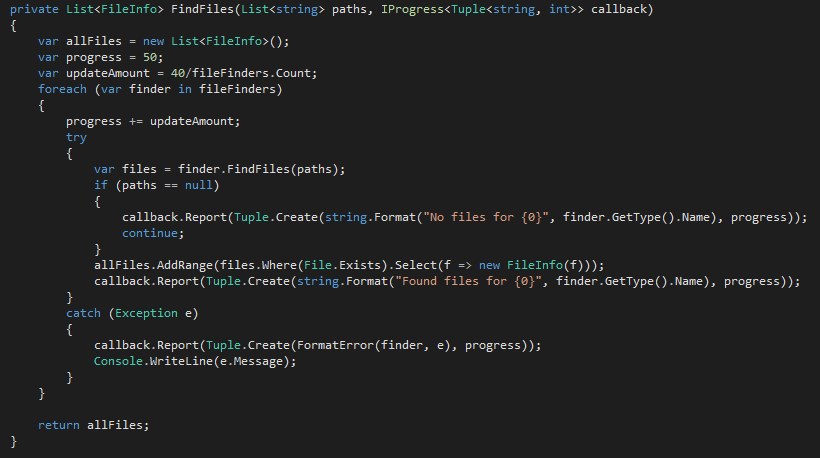 private List<FileInfo> FindFiles(List<string> paths, IProgress<Tuple<string, int>> callback)
{
    var allFiles = new List<FileInfo>();
    var progress = 50;
    var updateAmount = 40/fileFinders.Count;
    foreach (var finder in fileFinders)
    {
        progress += updateAmount;
        try
        {
            var files = finder.FindFiles(paths);
            if (paths == null)
            {
                callback.Report(Tuple.Create(string.Format("No files for {0}", finder.GetType().Name), progress));
                continue;
            }
            allFiles.AddRange(files.Where(File.Exists).Select(f => new FileInfo(f)));
            callback.Report(Tuple.Create(string.Format("Found files for {0}", finder.GetType().Name), progress));
        }
        catch (Exception e)
        {
            callback.Report(Tuple.Create(FormatError(finder, e), progress));
            Console.WriteLine(e.Message);
        }
    }

    return allFiles;
}